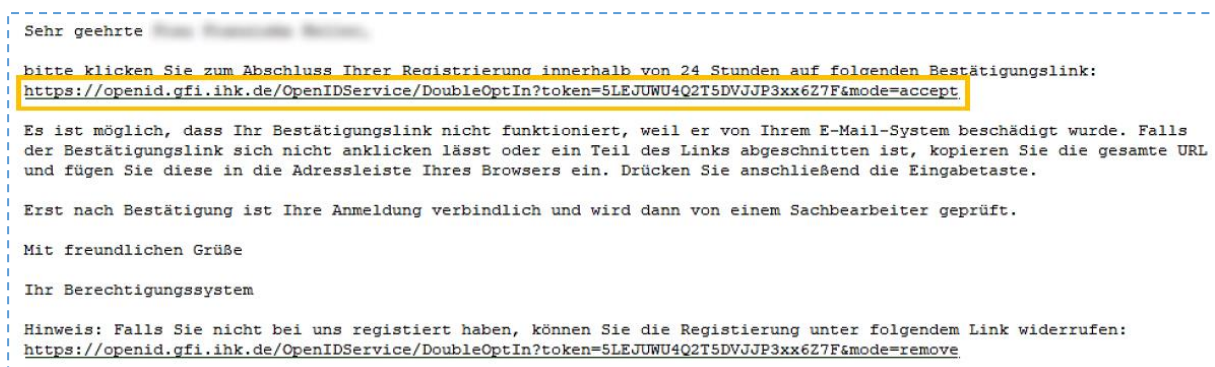 Sehr geehrte
bitte klicken Sie zum Abschluss Ihrer Registrierung innerhalb von 24 Stunden auf folgenden Bestätigungslink:
https://openid.gfi.ihk.de/OpenIDService/DoubleOptIn?token=5LEJUWU4Q2T5DVJJP3xx6Z7F&mode=accept
Es ist möglich, dass Ihr Bestätigungslink nicht funktioniert, weil er von Ihrem E-Mail-System beschädigt wurde. Falls
der Bestätigungslink sich nicht anklicken lässt oder ein Teil des Links abgeschnitten ist, kopieren Sie die gesamte URL
und fügen Sie diese in die Adressleiste Ihres Browsers ein. Drücken Sie anschließend die Eingabetaste.
Erst nach Bestätigung ist Ihre Anmeldung verbindlich und wird dann von einem Sachbearbeiter geprüft.
Mit freundlichen Grüße
Ihr Berechtigungssystem
Hinweis: Falls Sie nicht bei uns registiert haben, können Sie die Registierung unter folgendem Link widerrufen:
https://openid.gfi.ihk.de/OpenIDService/DoubleOptIn?token=5LEJUWU4Q2T5DVJJP3xx6Z7F&mode=remove